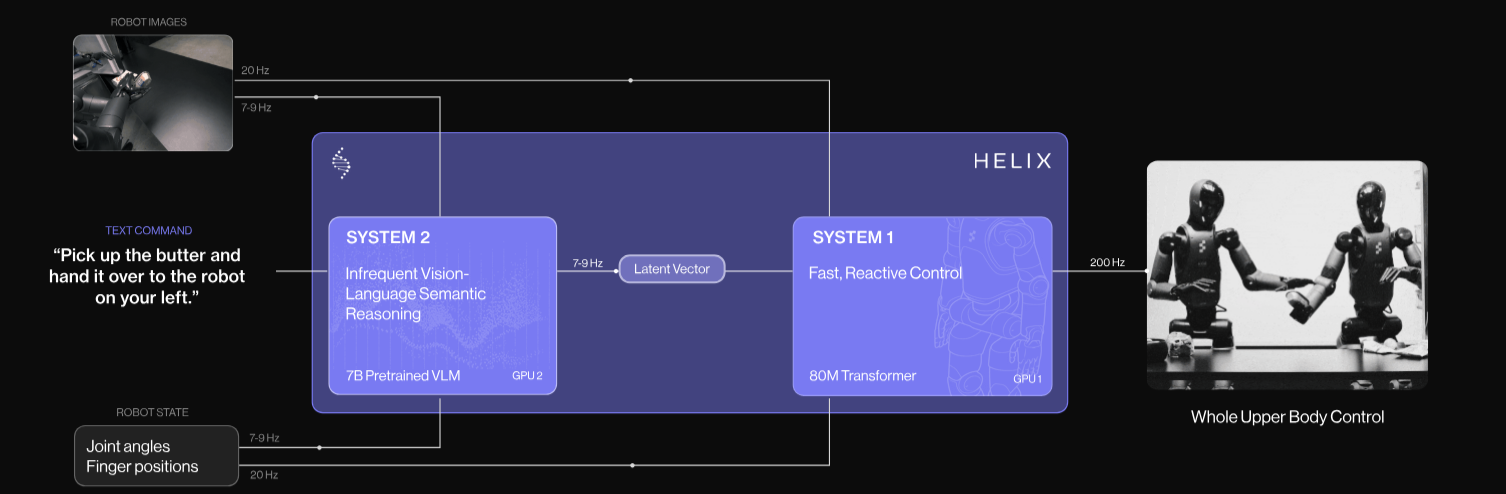 ROBOT IMAGES
20 Hz
7-9 Hz
HELIX
TEXT COMMAND
“Pick up the butter and
hand it over to the robot
on your left.”
SYSTEM 2
Infrequent Vision-
Language Semantic
Reasoning
7B Pretrained VLM
GPU 2
7-9 Hz
Latent Vector
SYSTEM 1
Fast, Reactive Control
80M Transformer
GPU 1
200 Hz
Whole Upper Body Control
ROBOT STATE
Joint angles
Finger positions
7-9 Hz
20 Hz